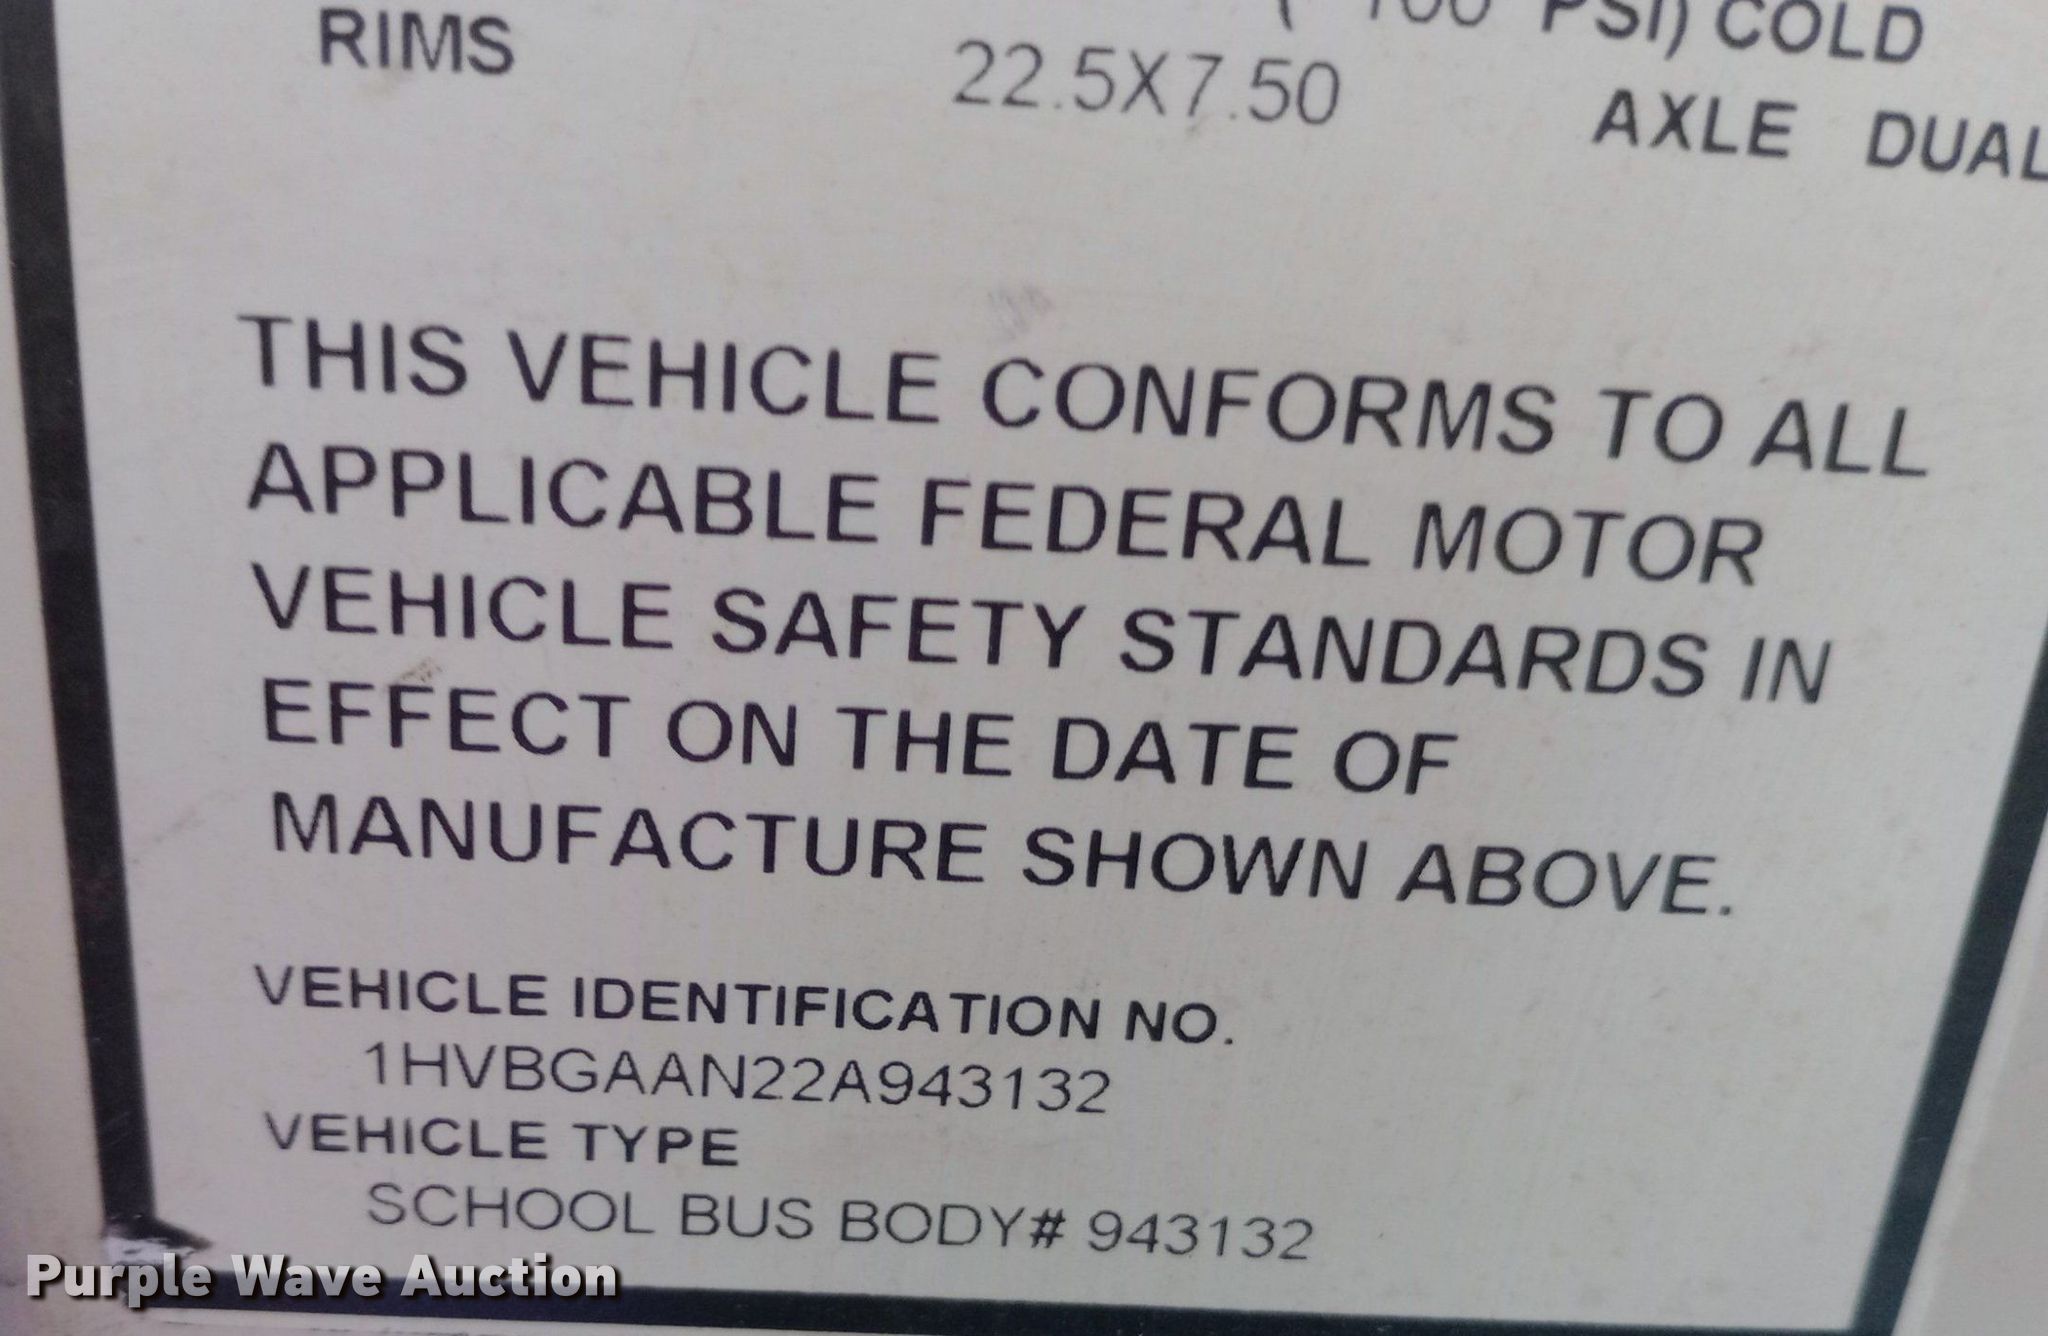 ( 100 PSI) COLD
RIMS 22.5X7.50 AXLE DUAL
THIS VEHICLE CONFORMS TO ALL
APPLICABLE FEDERAL MOTOR
VEHICLE SAFETY STANDARDS IN
EFFECT ON THE DATE OF
MANUFACTURE SHOWN ABOVE.
VEHICLE IDENTIFICATION NO.
1HVBGAAN22A943132
VEHICLE TYPE
SCHOOL BUS BODY# 943132
Purple Wave Auction